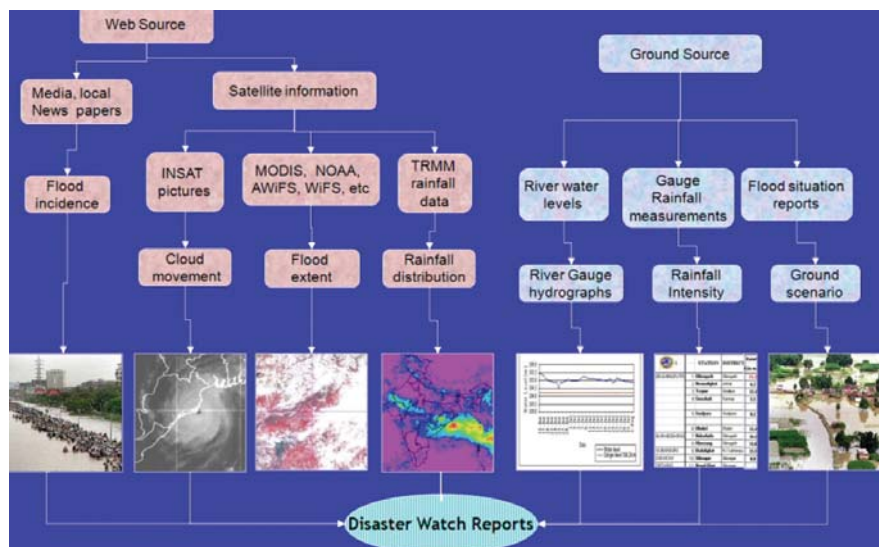 Web Source
Ground Source
Media, local
News papers
Satellite information
INSAT
pictures
MODIS, NOAA,
AWiFS, WiFS, etc
TRMM
rainfall
data
River water
levels
Gauge
Rainfall
measurements
Flood situation
reports
Flood
incidence
Cloud
movement
Flood
extent
Rainfall
distribution
River Gauge
hydrographs
Rainfall
Intensity
Ground
scenario
STATION
Disaster Watch Reports